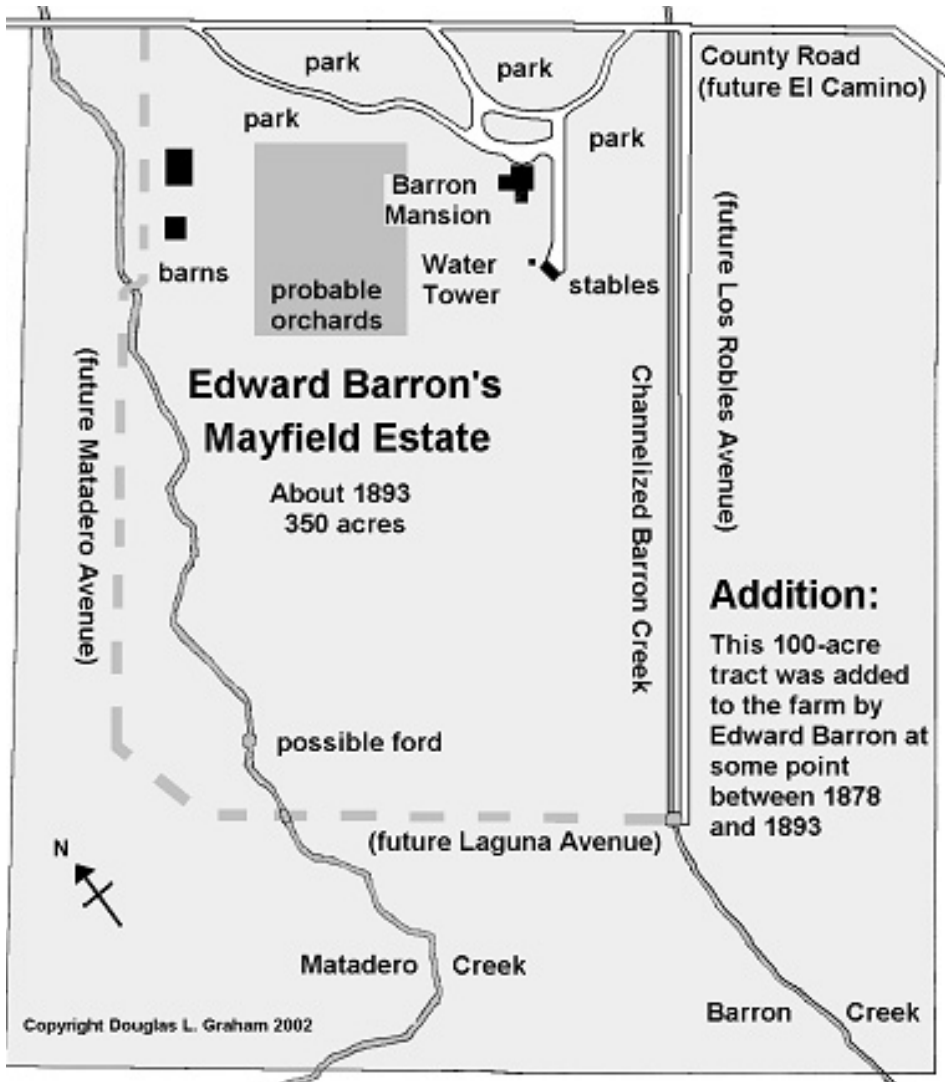 park
park
County Road
(future El Camino)
park
park
Barron
Mansion
(future Los Robles Avenue)
barns
Water
Tower
stables
probable
orchards
(future Matadero Avenue)
Edward Barron's
Mayfield Estate
About 1893
350 acres
Channelized Barron Creek
Addition:
This 100-acre
tract was added
to the farm by
Edward Barron at
some point
between 1878
and 1893
possible ford
(future Laguna Avenue)
N
Matadero Creek
Barron Creek
Copyright Douglas L. Graham 2002